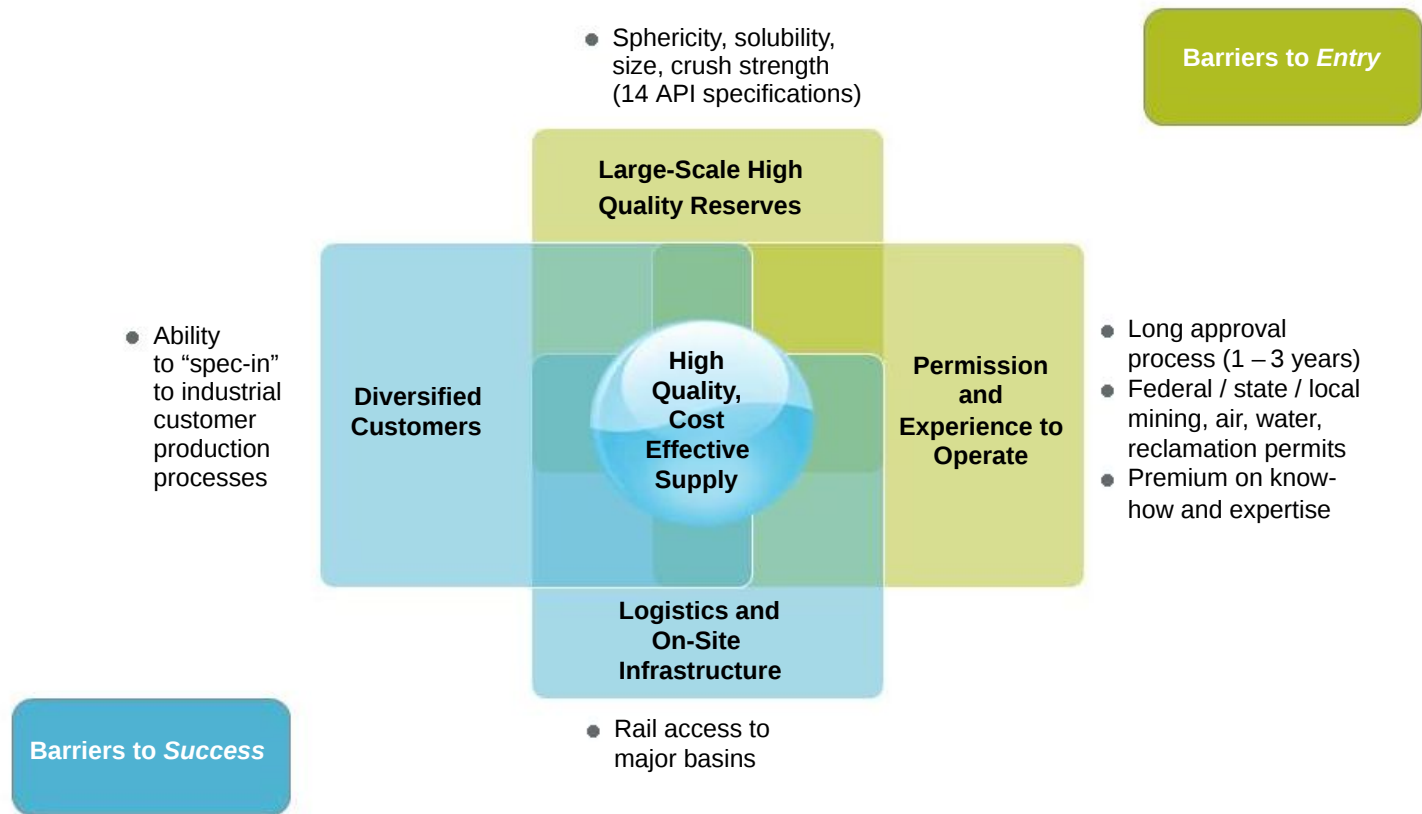 ● Sphericity, solubility,
size, crush strength
(14 API specifications)
Barriers to Entry
Large-Scale High
Quality Reserves
● Ability
to “spec-in”
to industrial
customer
production
processes
Diversified
Customers
High
Quality,
Cost
Effective
Supply
Permission
and
Experience to
Operate
● Long approval
process (1 – 3 years)
● Federal / state / local
mining, air, water,
reclamation permits
● Premium on know-
how and expertise
Logistics and
On-Site
Infrastructure
● Rail access to
major basins
Barriers to Success